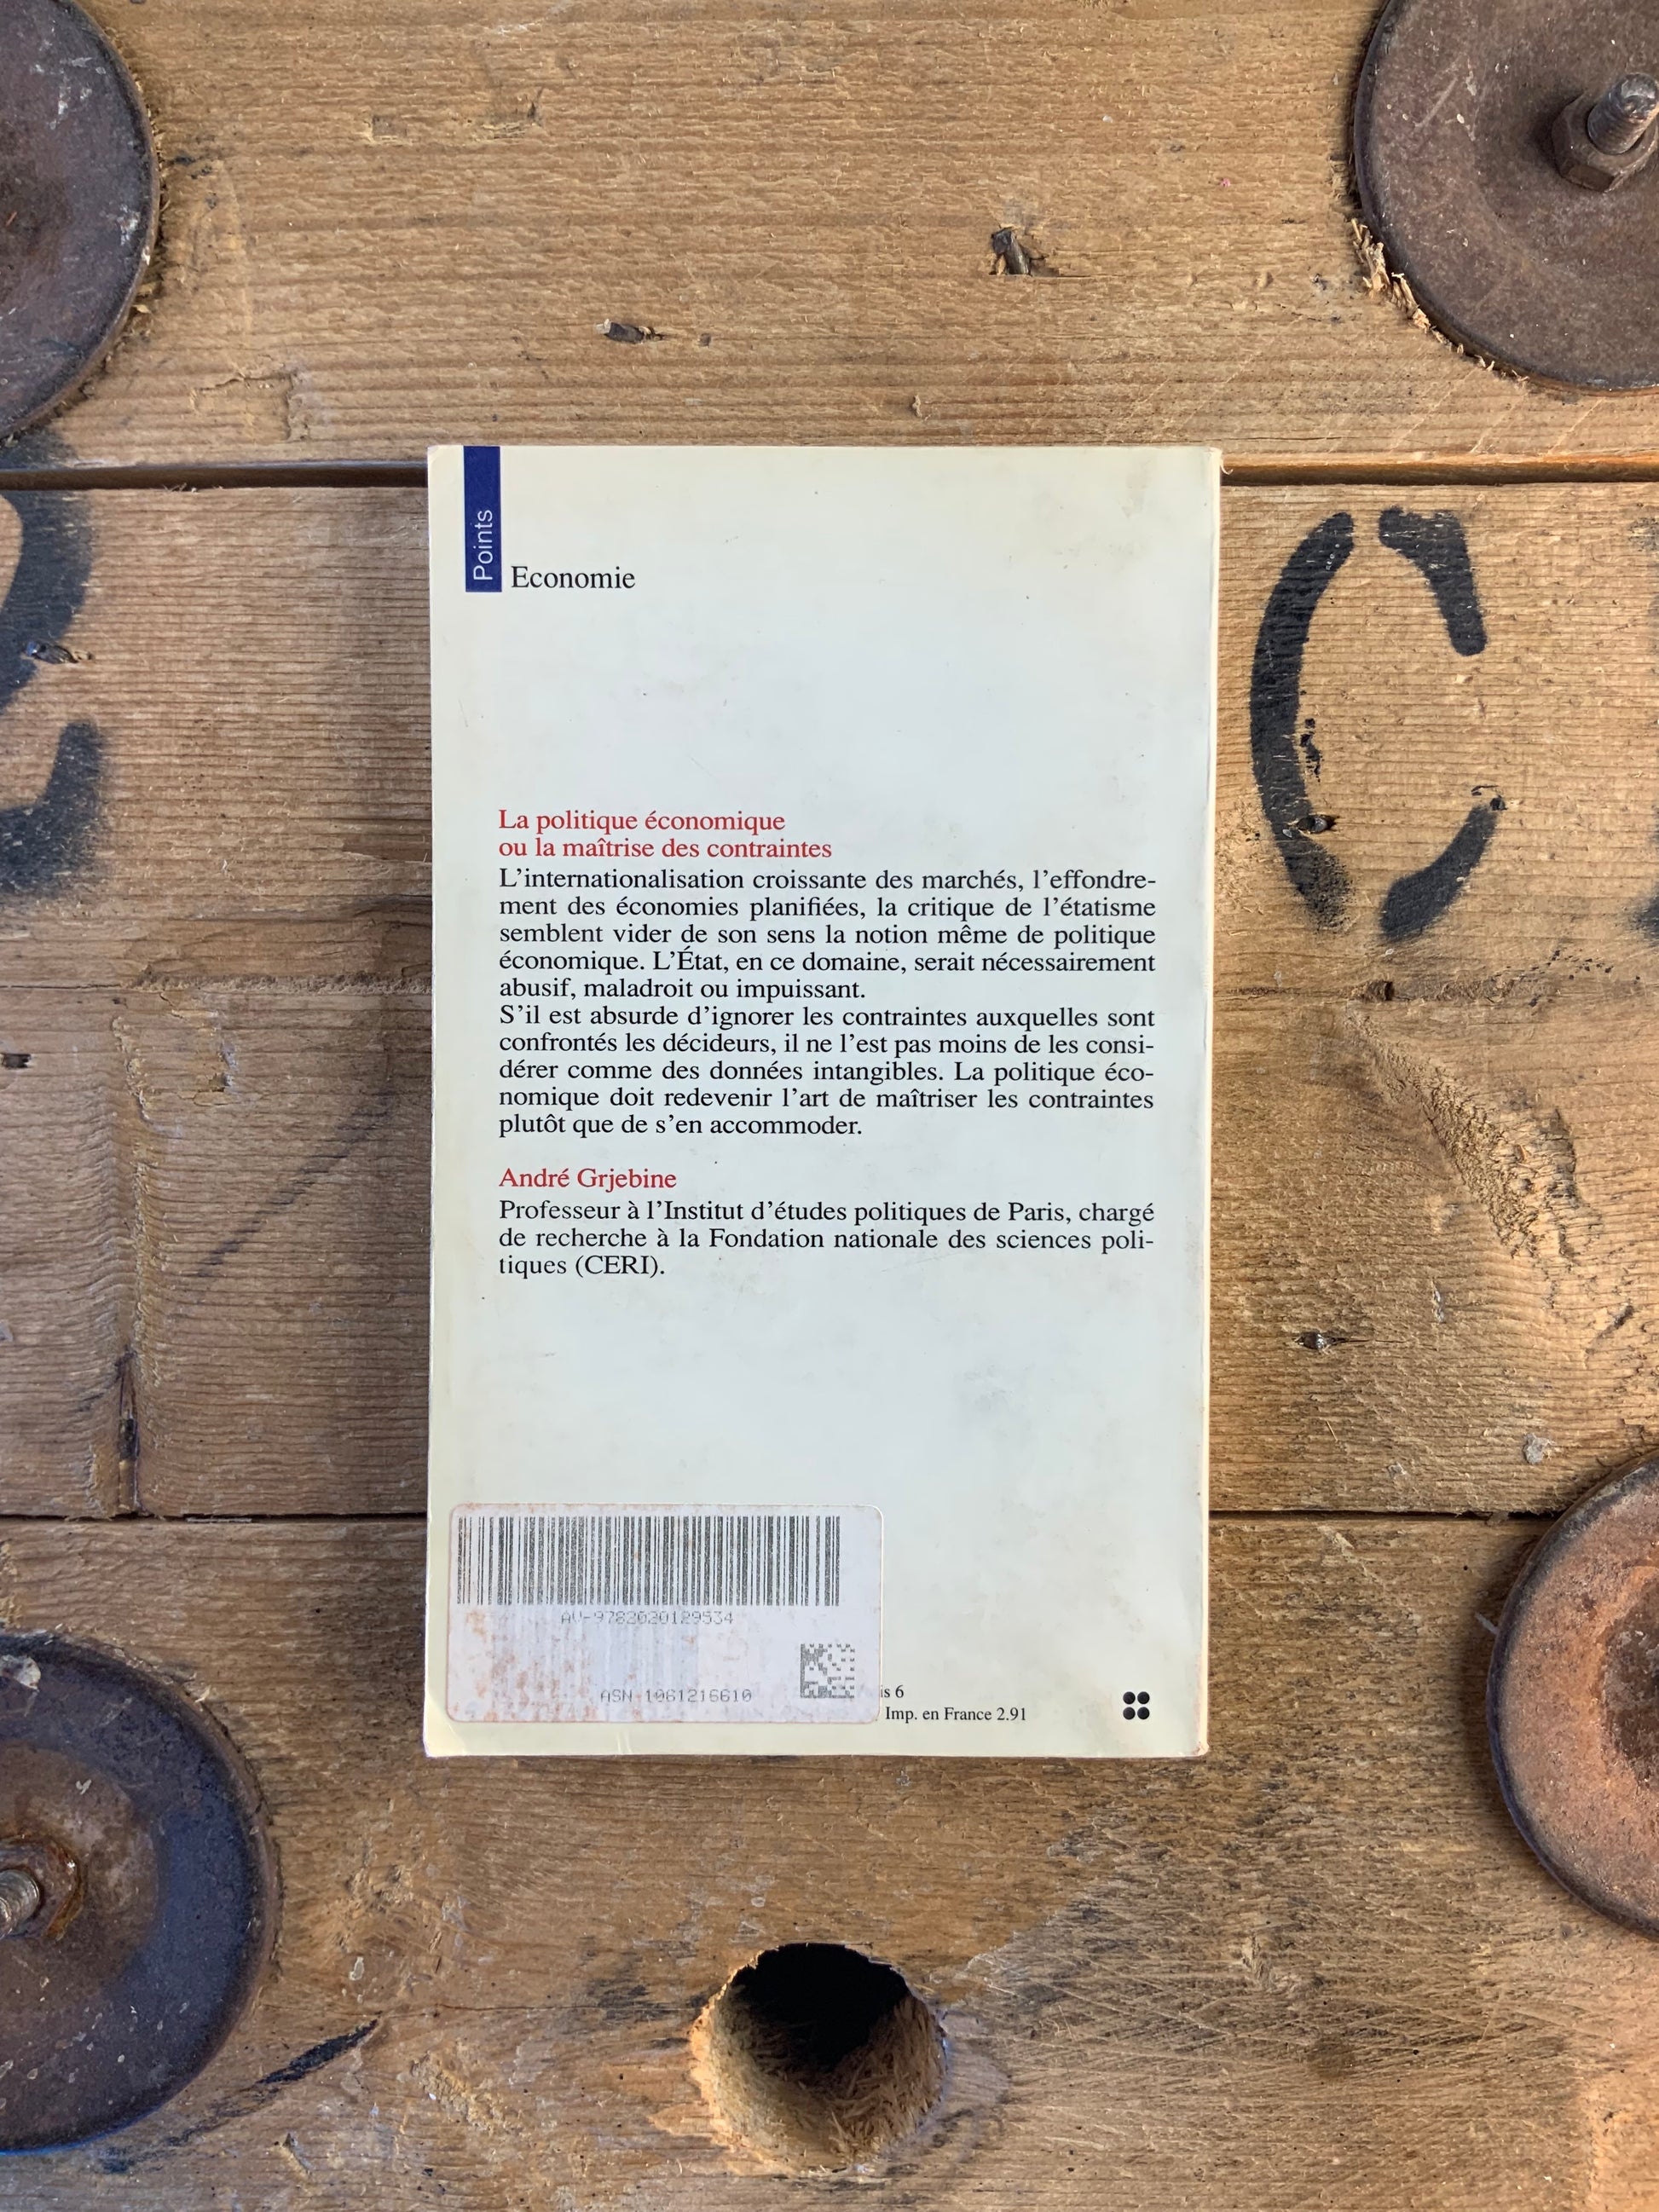 Points
Economie
C
La politique économique
ou la maîtrise des contraintes
L'internationalisation croissante des marchés, l'effondre-
ment des économies planifiées, la critique de l'étatisme
semblent vider de son sens la notion même de politique
économique. L'État, en ce domaine, serait nécessairement
abusif, maladroit ou impuissant.
S'il est absurde d'ignorer les contraintes auxquelles sont
confrontés les décideurs, il ne l'est pas moins de les consi-
dérer comme des données intangibles. La politique éco-
nomique doit redevenir l'art de maîtriser les contraintes
plutôt que de s'en accommoder.
André Grjebine
Professeur à l'Institut d'études politiques de Paris, chargé
de recherche à la Fondation nationale des sciences poli-
tiques (CERI).
AV-9782020129534
ASN 1061216610
is 6
Imp. en France 2.91